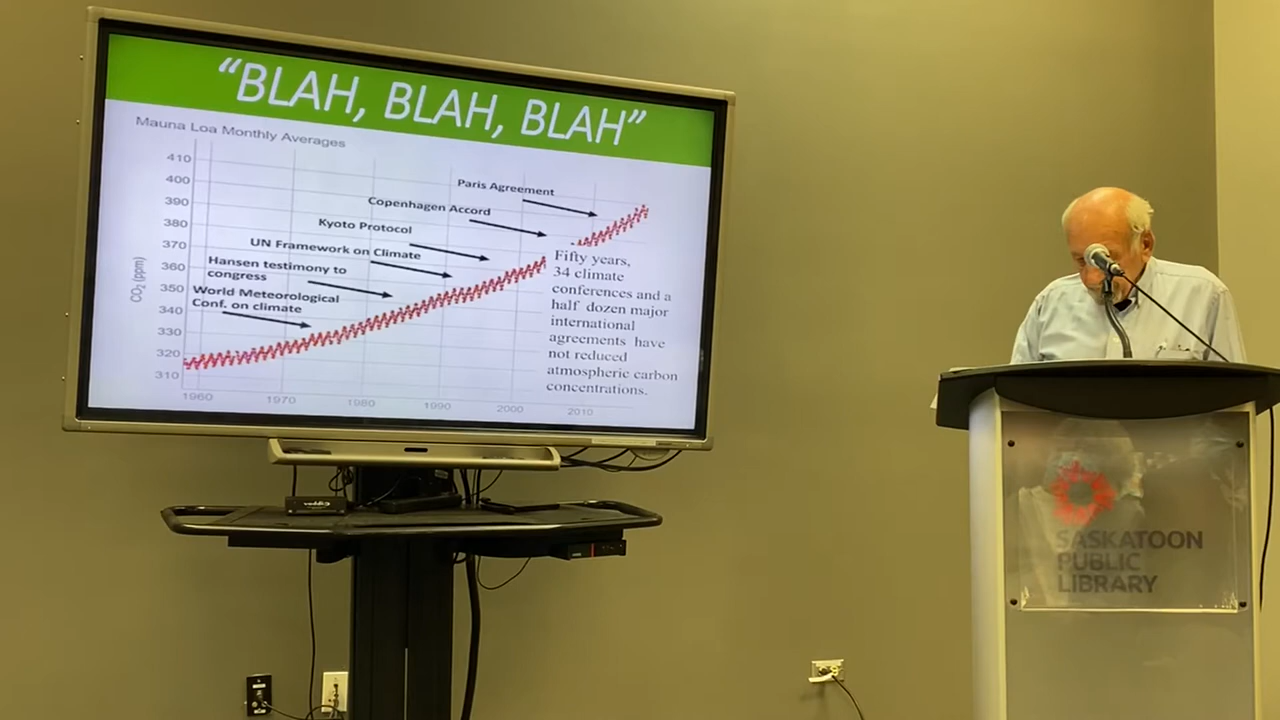 “BLAH, BLAH, BLAH”
Mauna Loa Monthly Averages
410
400
390
380
370
360
350
340
330
320
310
CO2 (ppm)
1960
1970
1980
1990
2000
2010
Paris Agreement
Copenhagen Accord
Kyoto Protocol
UN Framework on Climate
Hansen testimony to
congress
World Meteorological
Conf. on climate
Fifty years,
34 climate
conferences and a
half dozen major
international
agreements have
not reduced
atmospheric carbon
concentrations.
SASKATOON
PUBLIC
LIBRARY